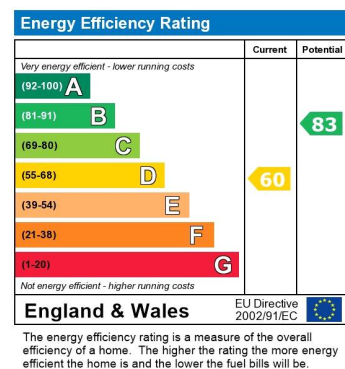 Energy Efficiency Rating
Current Potential
Very energy efficient - lower running costs
(92-100) A
(81-91) B
83
(69-80) C
(55-68) D
60
(39-54) E
(21-38) F
(1-20) G
Not energy efficient - higher running costs
England & Wales
EU Directive
2002/91/EC
The energy efficiency rating is a measure of the overall
efficiency of a home. The higher the rating the more energy
efficient the home is and the lower the fuel bills will be.